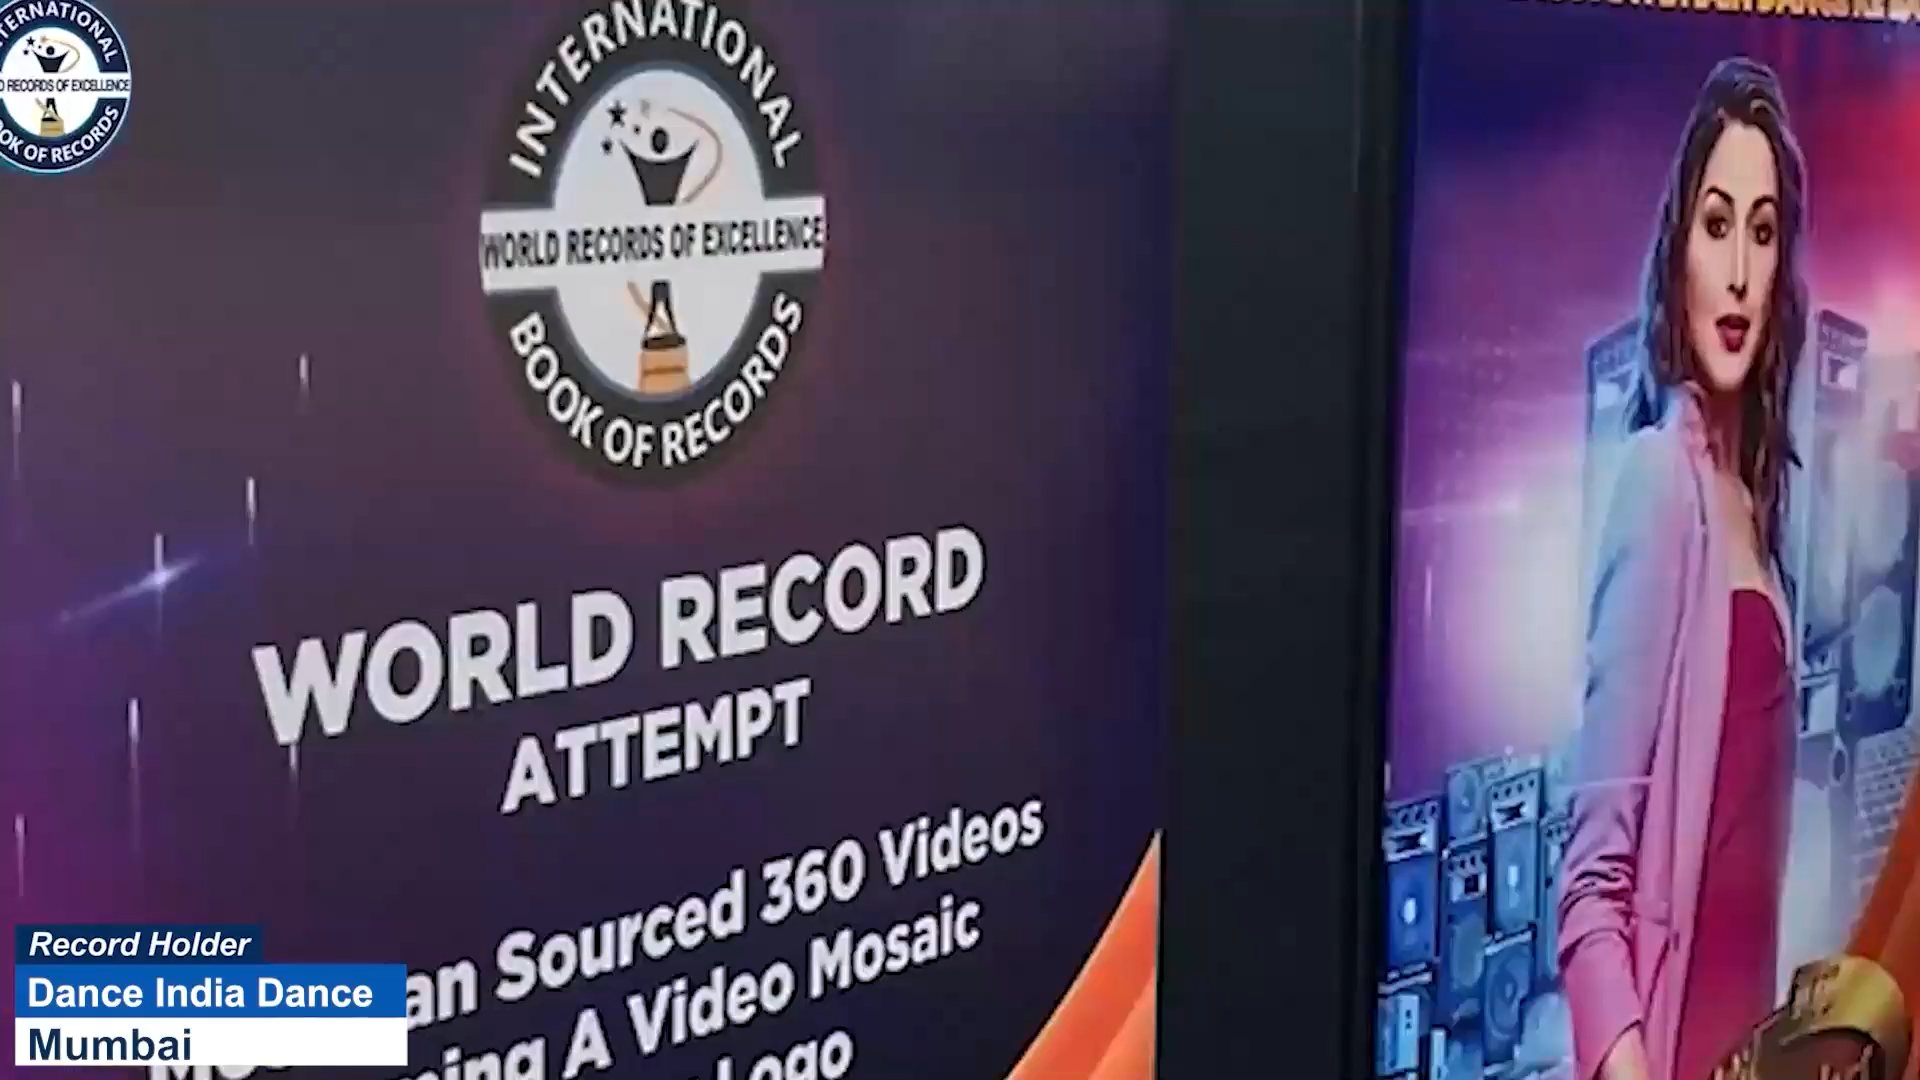 INTERNATIONAL
RECORDS OF EXCELLENCE
BOOK OF RECORDS
INTERNATIONAL
WORLD RECORDS OF EXCELLENCE
BOOK OF RECORDS
WORLD RECORD
ATTEMPT
Sourced 360 Videos
A Video Mosaic
Logo
Record Holder
Dance India Dance
Mumbai